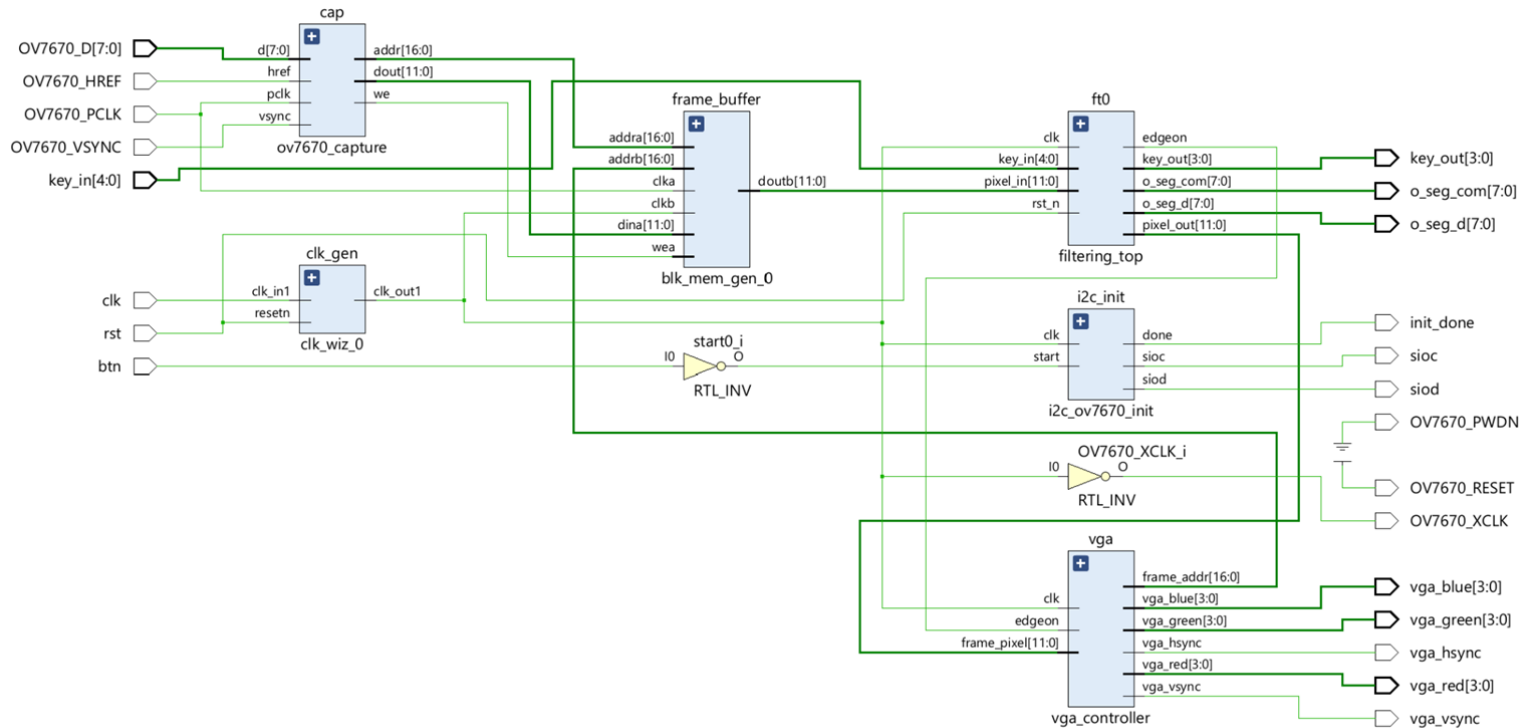 cap
OV7670_D[7:0]
OV7670_HREF
OV7670_PCLK
OV7670_VSYNC
key_in[4:0]
d[7:0]
href
pclk
vsync
addr[16:0]
dout[11:0]
we
ov7670_capture
frame_buffer
addra[16:0]
addrb[16:0]
clka
clkb
dina[11:0]
wea
doutb[11:0]
blk_mem_gen_0
ft0
clk
key_in[4:0]
pixel_in[11:0]
rst_n
edgeon
key_out[3:0]
o_seg_com[7:0]
o_seg_d[7:0]
pixel_out[11:0]
filtering_top
key_out[3:0]
o_seg_com[7:0]
o_seg_d[7:0]
clk_gen
clk
rst
btn
clk_in1
resetn
clk_out1
clk_wiz_0
start0_i
I0
O
RTL_INV
i2c_init
clk
start
done
sioc
siod
i2c_ov7670_init
init_done
sioc
siod
OV7670_PWDN
OV7670_RESET
OV7670_XCLK
OV7670_XCLK_i
I0
O
RTL_INV
vga
clk
edgeon
frame_pixel[11:0]
frame_addr[16:0]
vga_blue[3:0]
vga_green[3:0]
vga_hsync
vga_red[3:0]
vga_vsync
vga_controller
vga_blue[3:0]
vga_green[3:0]
vga_hsync
vga_red[3:0]
vga_vsync